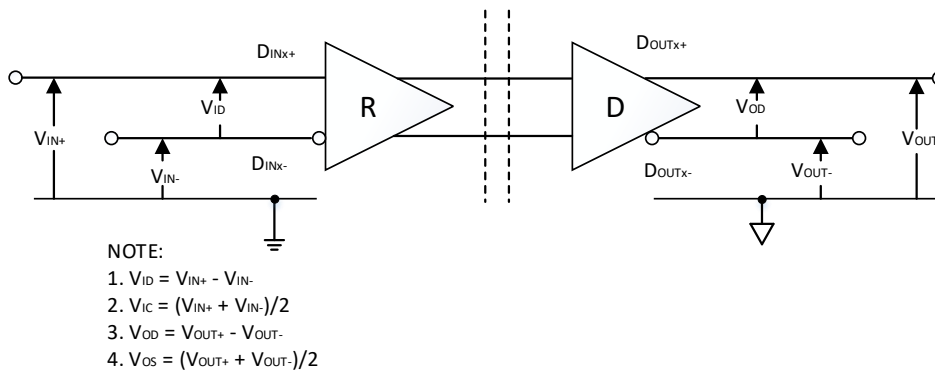 DINx+
DOUTx+
R
D
VID
VOD
VIN+
VOUT
DINx-
VIN-
DOUTx-
VOUT-
NOTE:
1. VID = VIN+ - VIN-
2. VIC = (VIN+ + VIN-)/2
3. VOD = VOUT+ - VOUT-
4. VOS = (VOUT+ + VOUT-)/2